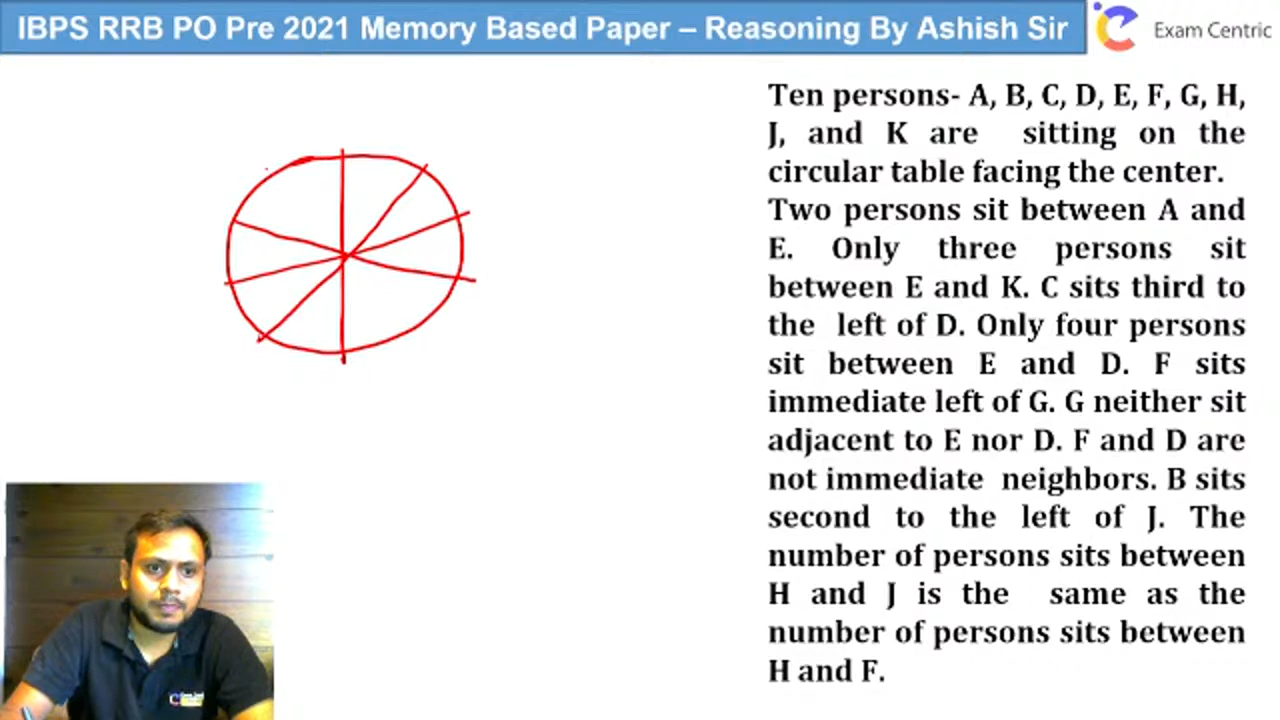 IBPS RRB PO Pre 2021 Memory Based Paper – Reasoning By Ashish Sir
Exam Centric
Ten persons- A, B, C, D, E, F, G, H,
J, and K are sitting on the
circular table facing the center.
Two persons sit between A and
E. Only three persons sit
between E and K. C sits third to
the left of D. Only four persons
sit between E and D. F sits
immediate left of G. G neither sit
adjacent to E nor D. F and D are
not immediate neighbors. B sits
second to the left of J. The
number of persons sits between
H and J is the same as the
number of persons sits between
H and F.